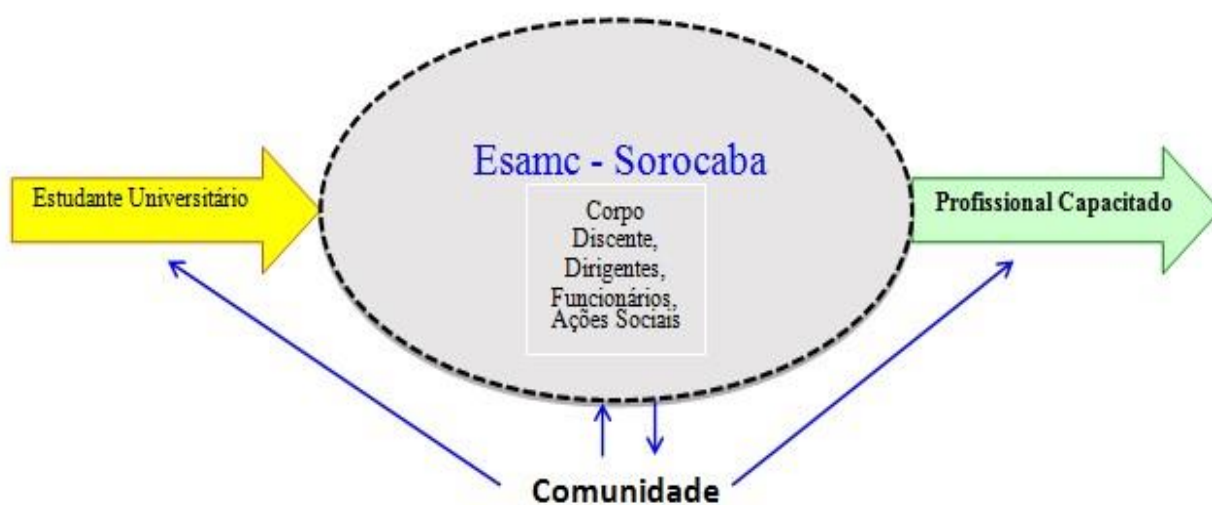 Esamc - Sorocaba
Estudante Universitário
Corpo
Discente,
Dirigentes,
Funcionários,
Ações Sociais
Profissional Capacitado
Comunidade